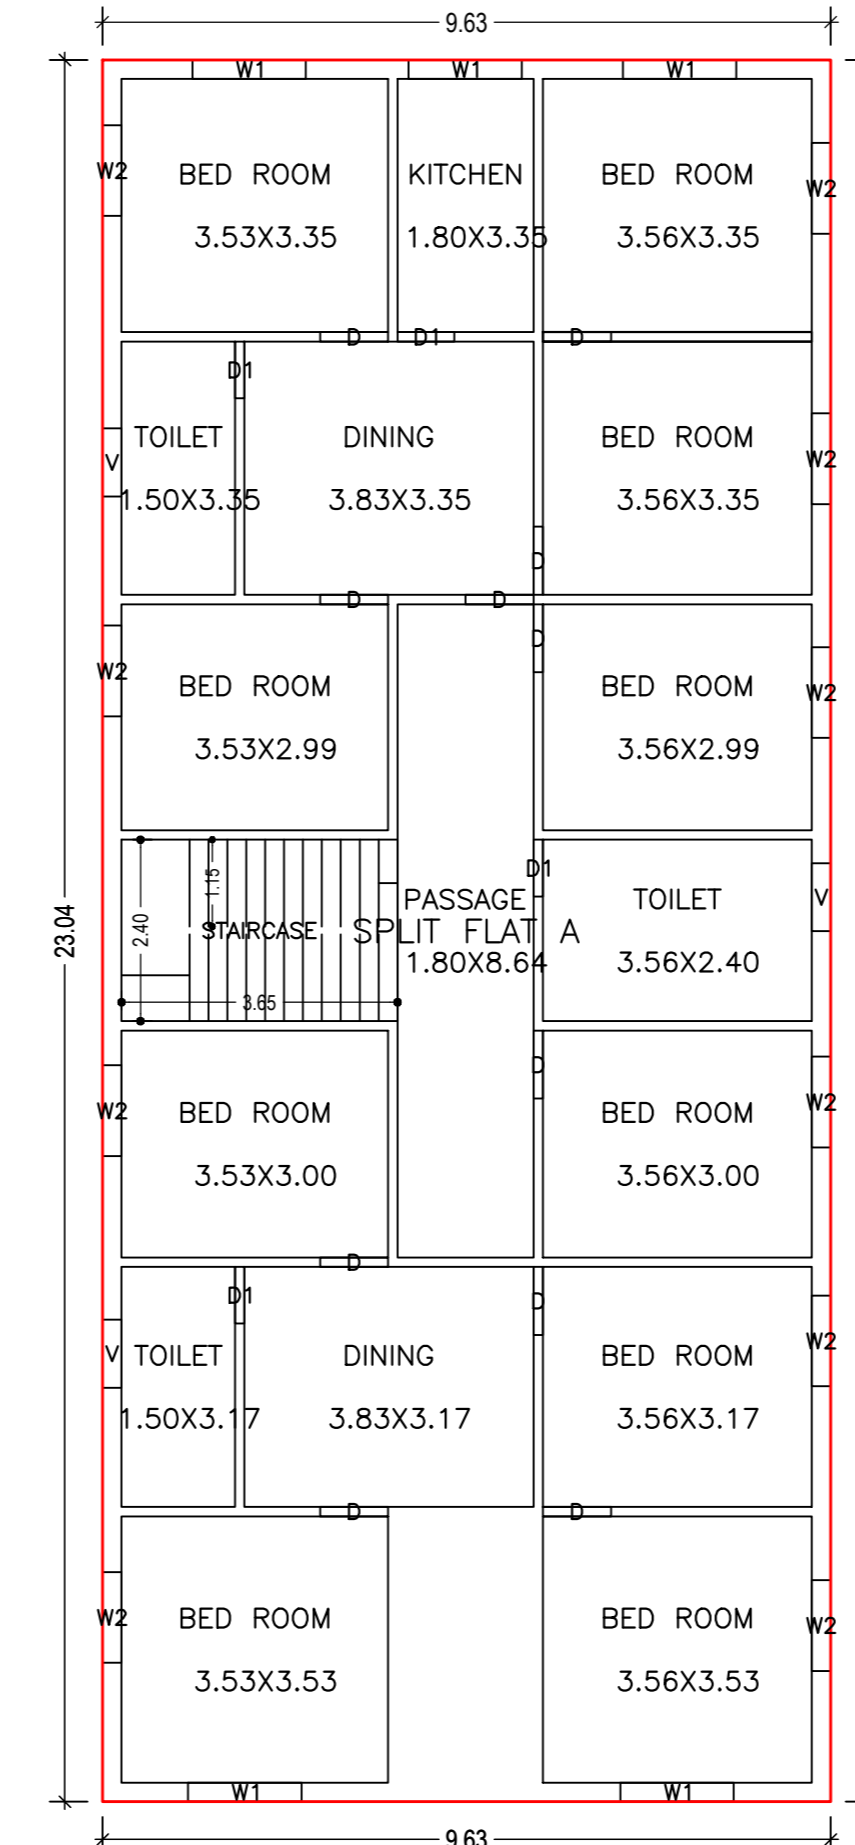 9.63
W1 W1 W1
W2 BED ROOM KITCHEN BED ROOM W2
3.53X3.35 1.80X3.35 3.56X3.35
D D1 D
D1
TOILET DINING BED ROOM W2
V
1.50X3.35 3.83X3.35 3.56X3.35
D
D D
D
W2 BED ROOM BED ROOM W2
3.53X2.99 3.56X2.99
D1
1.15
PASSAGE TOILET V
23.04
2.40
STAIRCASE SPLIT FLAT A
1.80X8.64 3.56X2.40
3.65
D
W2 BED ROOM BED ROOM W2
3.53X3.00 3.56X3.00
D
D1 D
W2
V TOILET DINING BED ROOM
1.50X3.17 3.83X3.17 3.56X3.17
D D
W2 BED ROOM BED ROOM W2
3.53X3.53 3.56X3.53
W1 W1
9.63